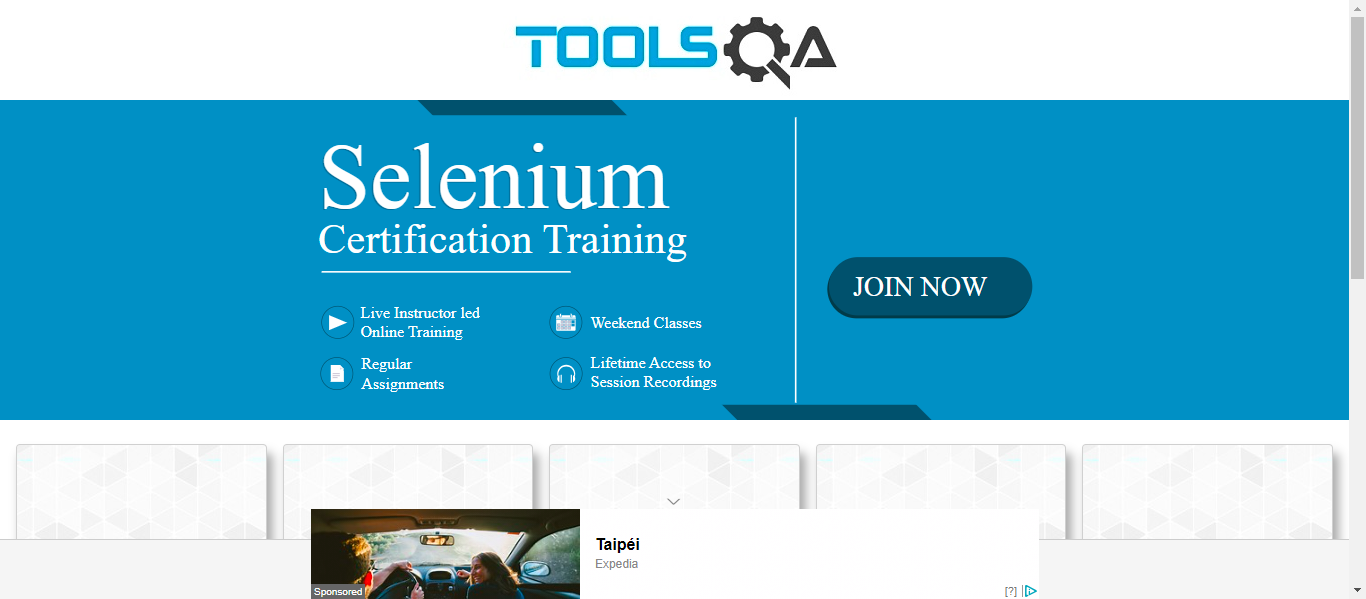 TOOLSQA
Selenium
Certification Training
JOIN NOW
Live Instructor led
Online Training
Weekend Classes
Regular
Assignments
Lifetime Access to
Session Recordings
Taipéi
Expedia
Sponsored
[?]